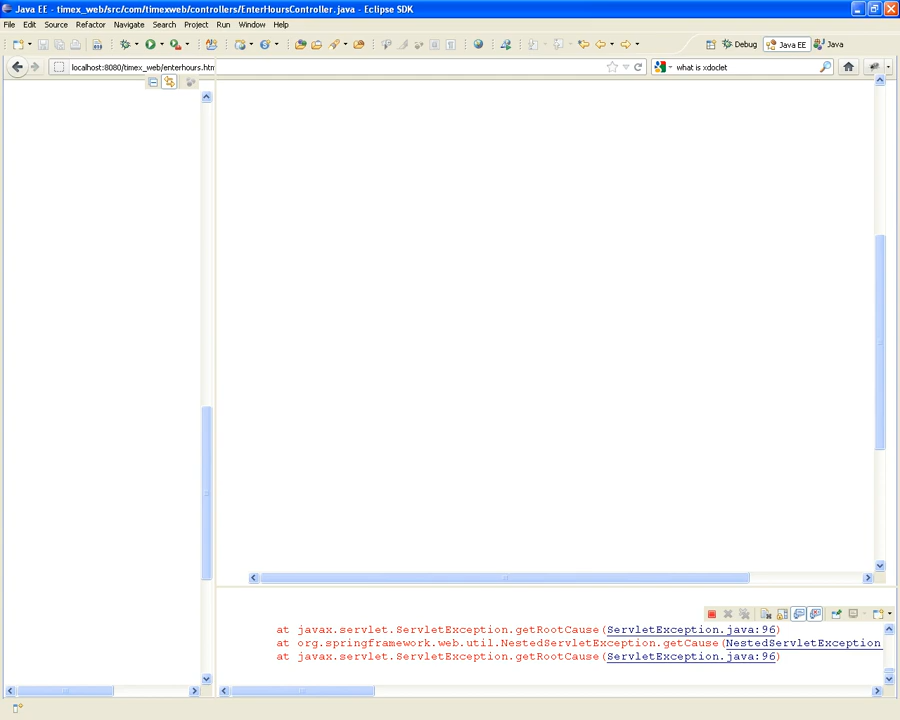 Java EE - timex_web/src/com/timexweb/controllers/EnterHoursController.java - Eclipse SDK
File Edit Source Refactor Navigate Search Project Run Window Help
Debug Java EE Java
localhost:8080/timex_web/enterhours.htm
what is xdoclet
at javax.servlet.ServletException.getRootCause(ServletException.java:96)
at org.springframework.web.util.NestedServletException.getCause(NestedServletException
at javax.servlet.ServletException.getRootCause(ServletException.java:96)